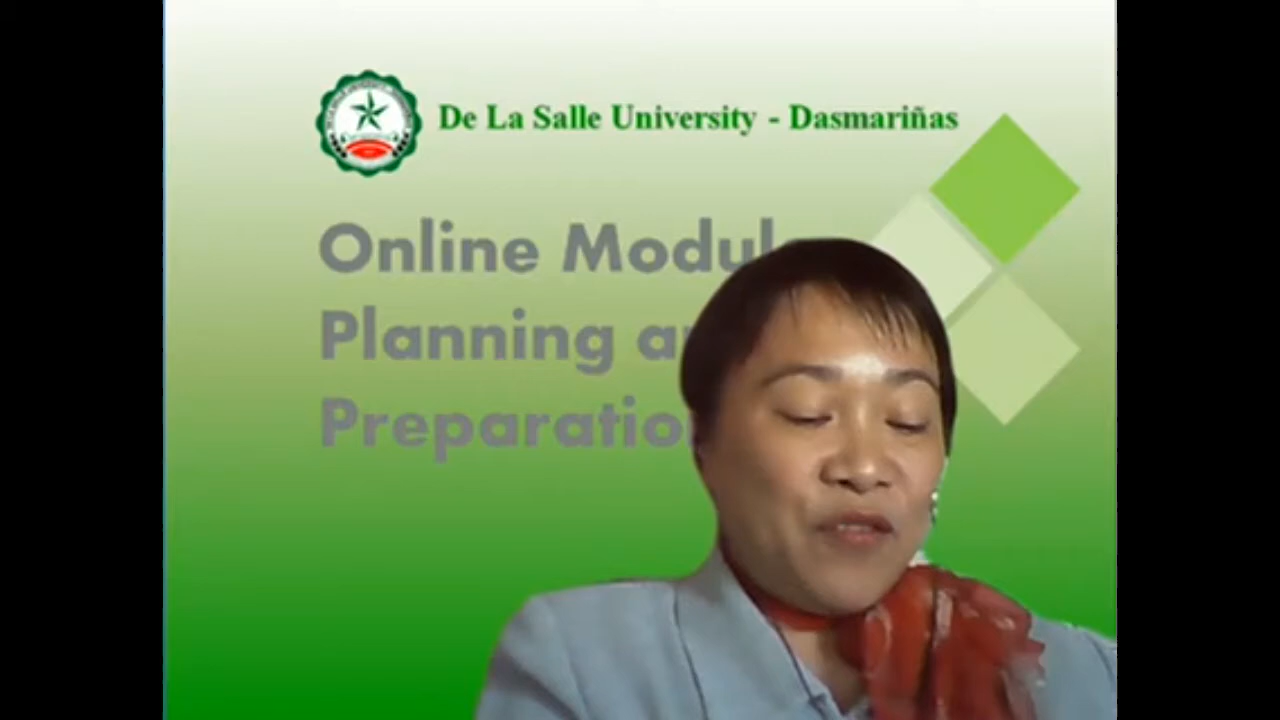 De La Salle University - Dasmariñas
Online Modul
Planning a
Preparatio